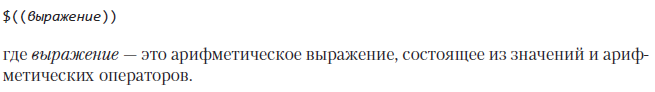 $((выражение))
где выражение — это арифметическое выражение, состоящее из значений и ариф-
метических операторов.